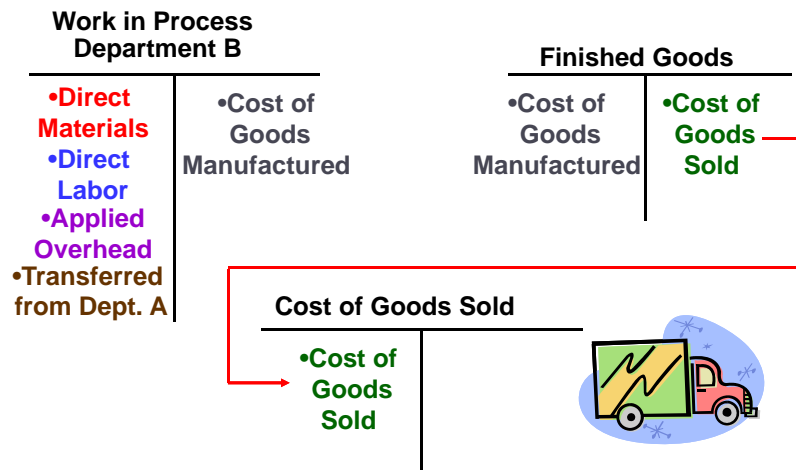 Work in Process
Department B
•Direct
Materials
•Direct
Labor
•Applied
Overhead
•Transferred
from Dept. A
•Cost of
Goods
Manufactured
Finished Goods
•Cost of
Goods
Manufactured
•Cost of
Goods
Sold
Cost of Goods Sold
•Cost of
Goods
Sold